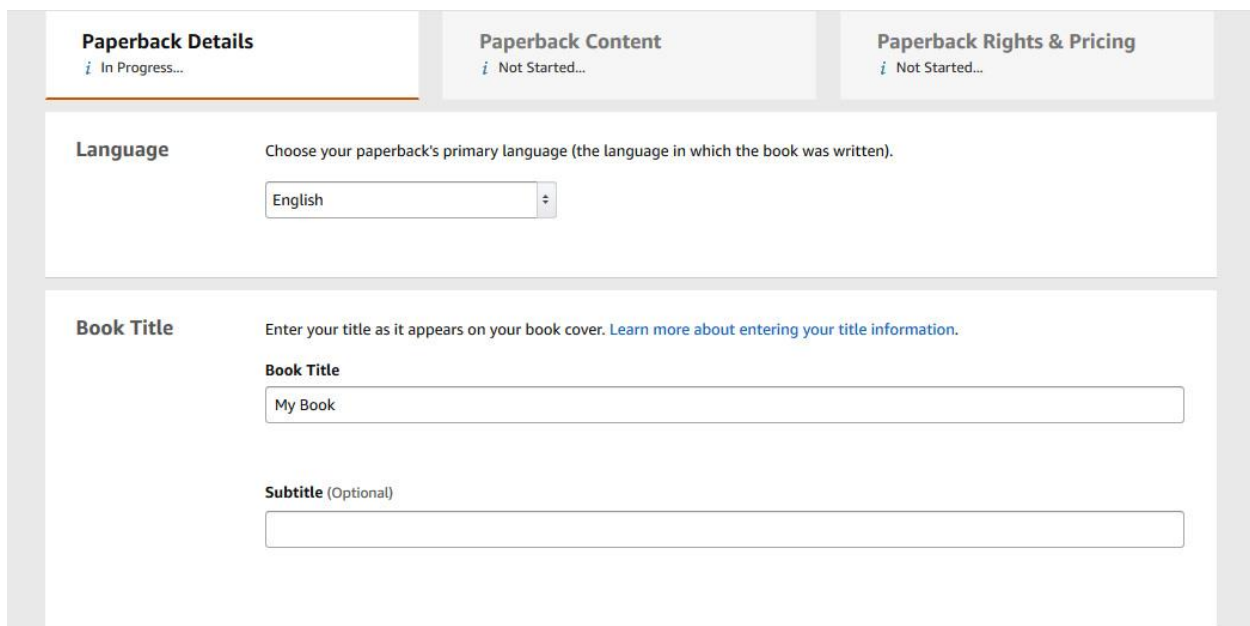 Paperback Details
i In Progress...
Paperback Content
i Not Started...
Paperback Rights & Pricing
i Not Started...
Language
Choose your paperback's primary language (the language in which the book was written).
English
Book Title
Enter your title as it appears on your book cover. Learn more about entering your title information.
Book Title
My Book
Subtitle (Optional)